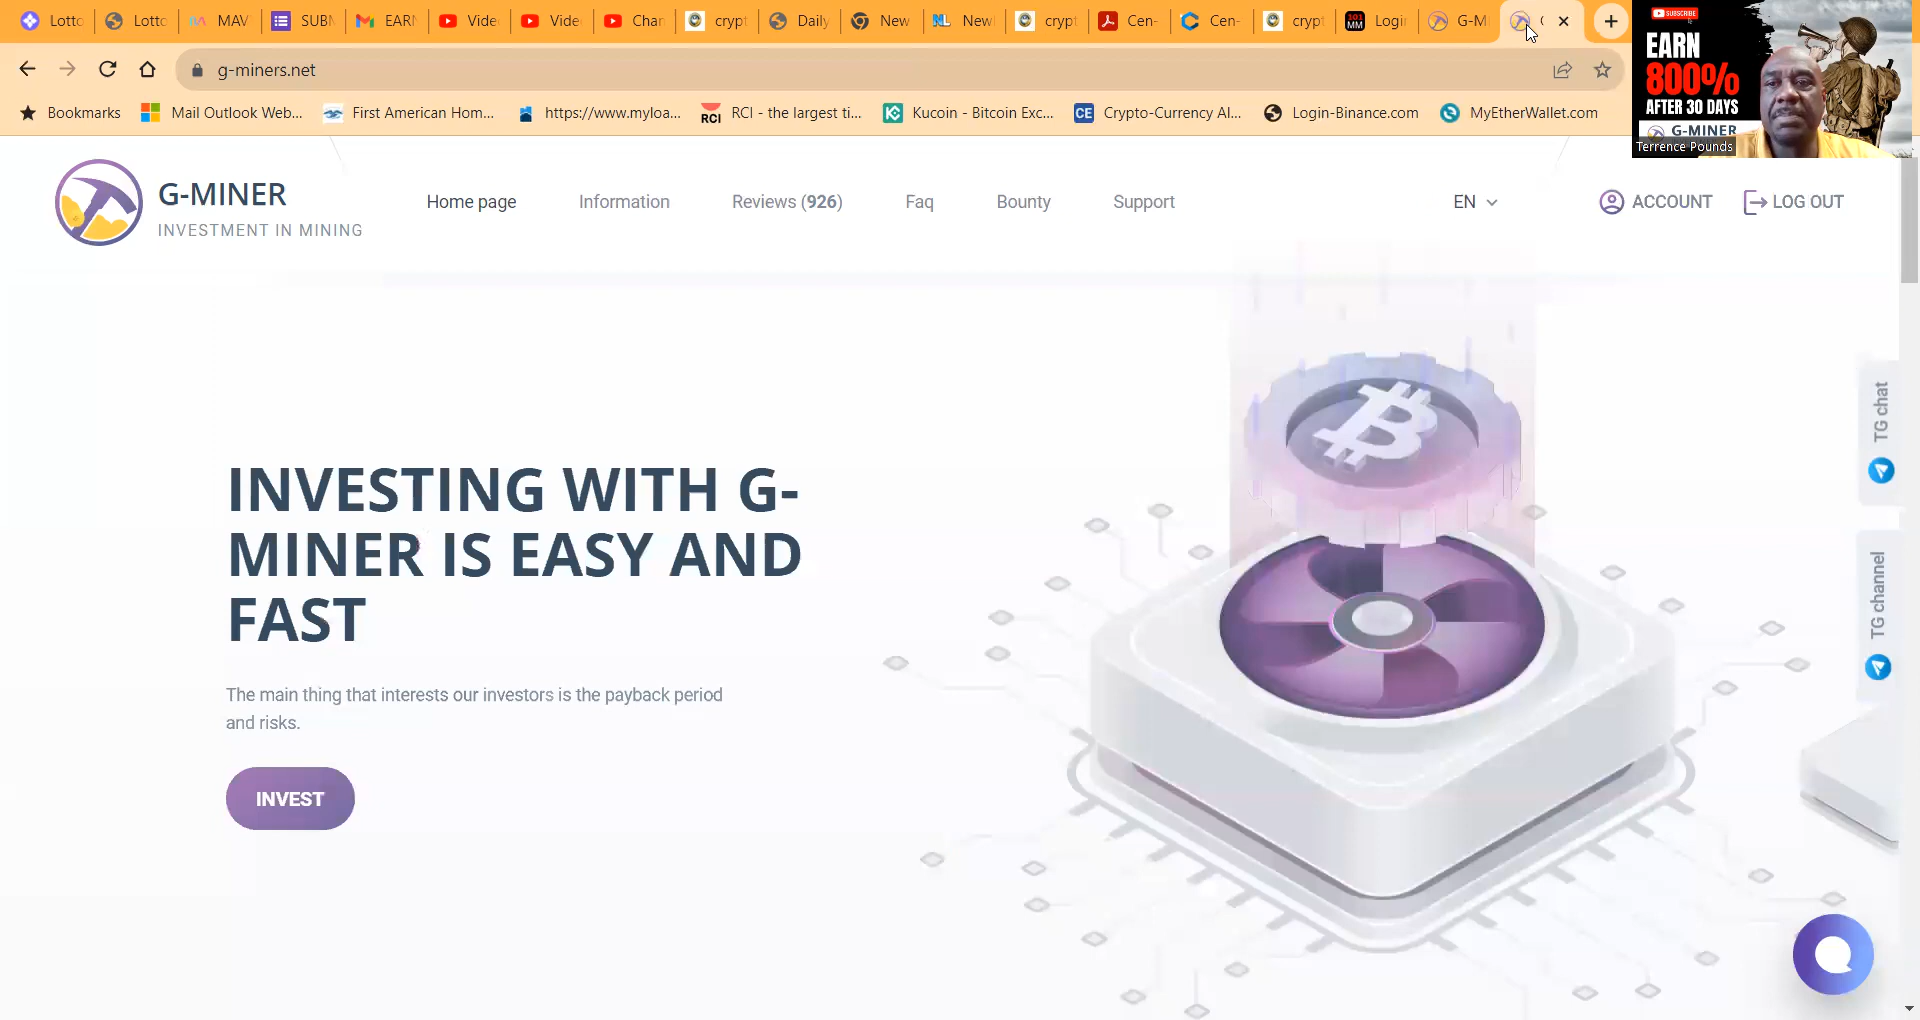 Lotto
Lotto
MAV
SUBN
EARN
Vide
Vide
Chan
crypt
Daily
New
New
crypt
Cen-
Cen-
crypt
Login
G-MI
g-miners.net
Bookmarks
Mail Outlook Web...
First American Hom...
https://www.myloa...
RCI - the largest ti...
Kucoin - Bitcoin Exc...
Crypto-Currency Al...
Login-Binance.com
MyEtherWallet.com
SUBSCRIBE
EARN
800%
AFTER 30 DAYS
G-MINER
Terrence Pounds
G-MINER
INVESTMENT IN MINING
Home page
Information
Reviews (926)
Faq
Bounty
Support
EN
ACCOUNT
LOG OUT
INVESTING WITH G-
MINER IS EASY AND
FAST
The main thing that interests our investors is the payback period
and risks.
INVEST
TG chat
TG channel